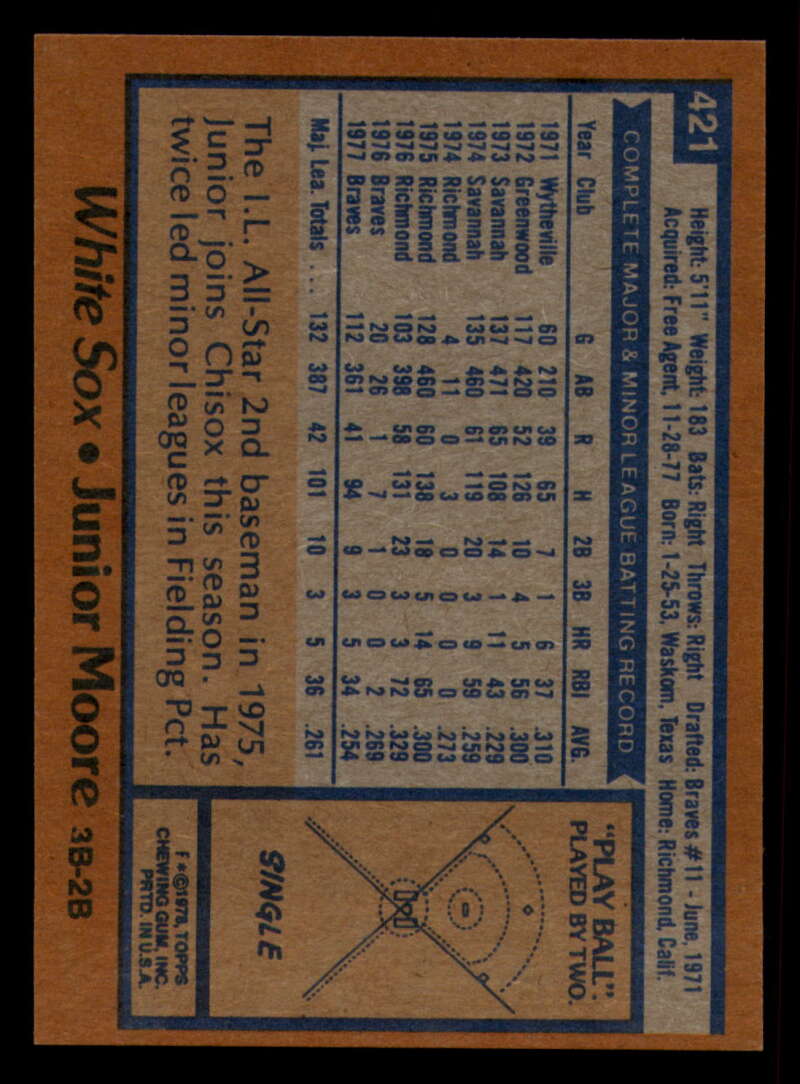 421
Height: 5'11" Weight: 183 Bats: Right Throws: Right Drafted: Braves #11 - June, 1971
Acquired: Free Agent, 11-28-77 Born: 1-25-53, Waskom, Texas Home: Richmond, Calif.
COMPLETE MAJOR & MINOR LEAGUE BATTING RECORD
Year Club G AB R H 2B 3B HR RBI AVG.
1971 Wytheville 60 210 39 65 7 1 6 37 .310
1972 Greenwood 117 420 52 126 10 4 5 56 .300
1973 Savannah 137 471 65 108 14 1 11 43 .229
1974 Savannah 135 460 61 119 20 3 9 59 .259
1974 Richmond 4 11 0 3 0 0 0 0 .273
1975 Richmond 128 460 60 138 18 5 14 65 .300
1976 Richmond 103 398 58 131 23 3 3 72 .329
1976 Braves 20 26 1 7 1 0 0 2 .269
1977 Braves 112 361 41 94 9 3 5 34 .254
Maj. Lea. Totals .... 132 387 42 101 10 3 5 36 .261
The I.L. All-Star 2nd baseman in 1975,
Junior joins Chisox this season. Has
twice led minor leagues in Fielding Pct.
"PLAY BALL"
PLAYED BY TWO.
SINGLE
F*©1978, TOPPS
CHEWING GUM, INC.
PRTD. IN U.S.A.
White Sox • Junior Moore 3B-2B